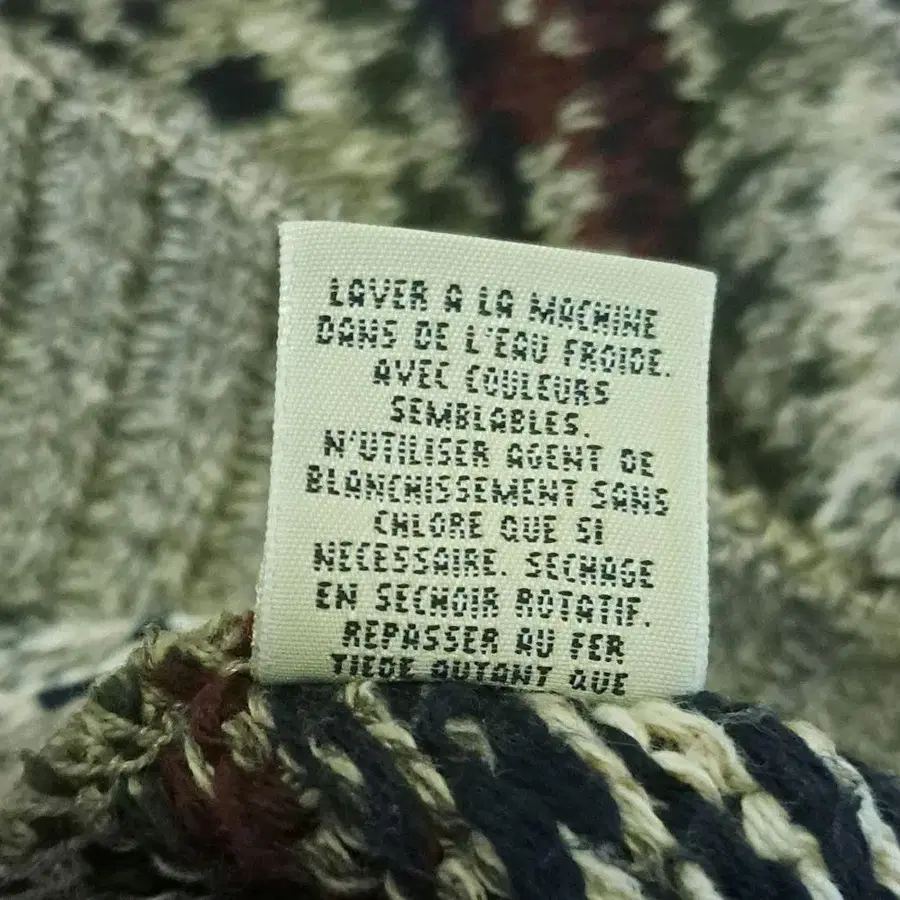 LAVER A LA MACHINE
DANS DE L'EAU FROIDE.
AVEC COULEURS
SEMBLABLES.
N'UTILISER AGENT DE
BLANCHISSEMENT SANS
CHLORE QUE SI
NECESSAIRE. SECHAGE
EN SECHOIR ROTATIF.
REPASSER AU FER
TIEDE AUTANT QUE